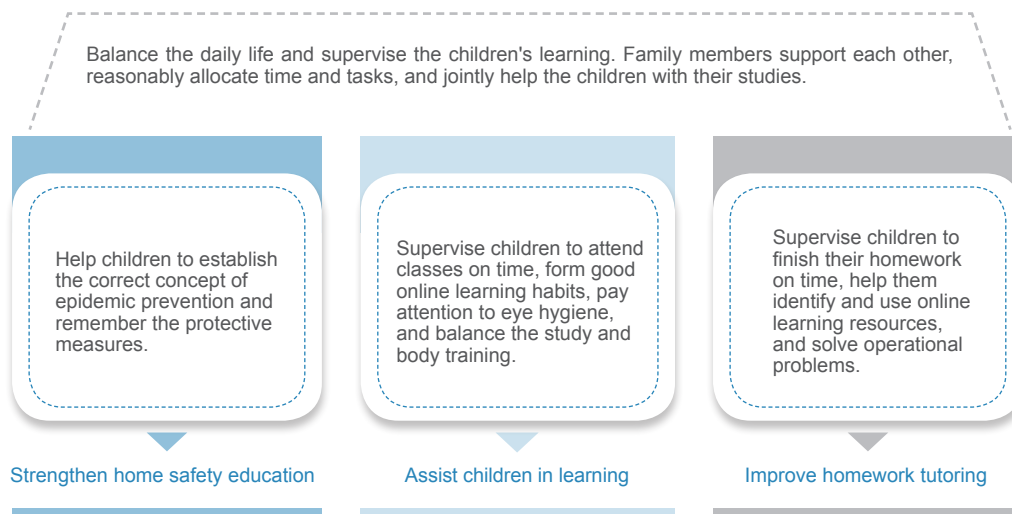 Balance the daily life and supervise the children's learning. Family members support each other,
reasonably allocate time and tasks, and jointly help the children with their studies.
Help children to establish
the correct concept of
epidemic prevention and
remember the protective
measures.
Supervise children to attend
classes on time, form good
online learning habits, pay
attention to eye hygiene,
and balance the study and
body training.
Supervise children to
finish their homework
on time, help them
identify and use online
learning resources,
and solve operational
problems.
Strengthen home safety education
Assist children in learning
Improve homework tutoring